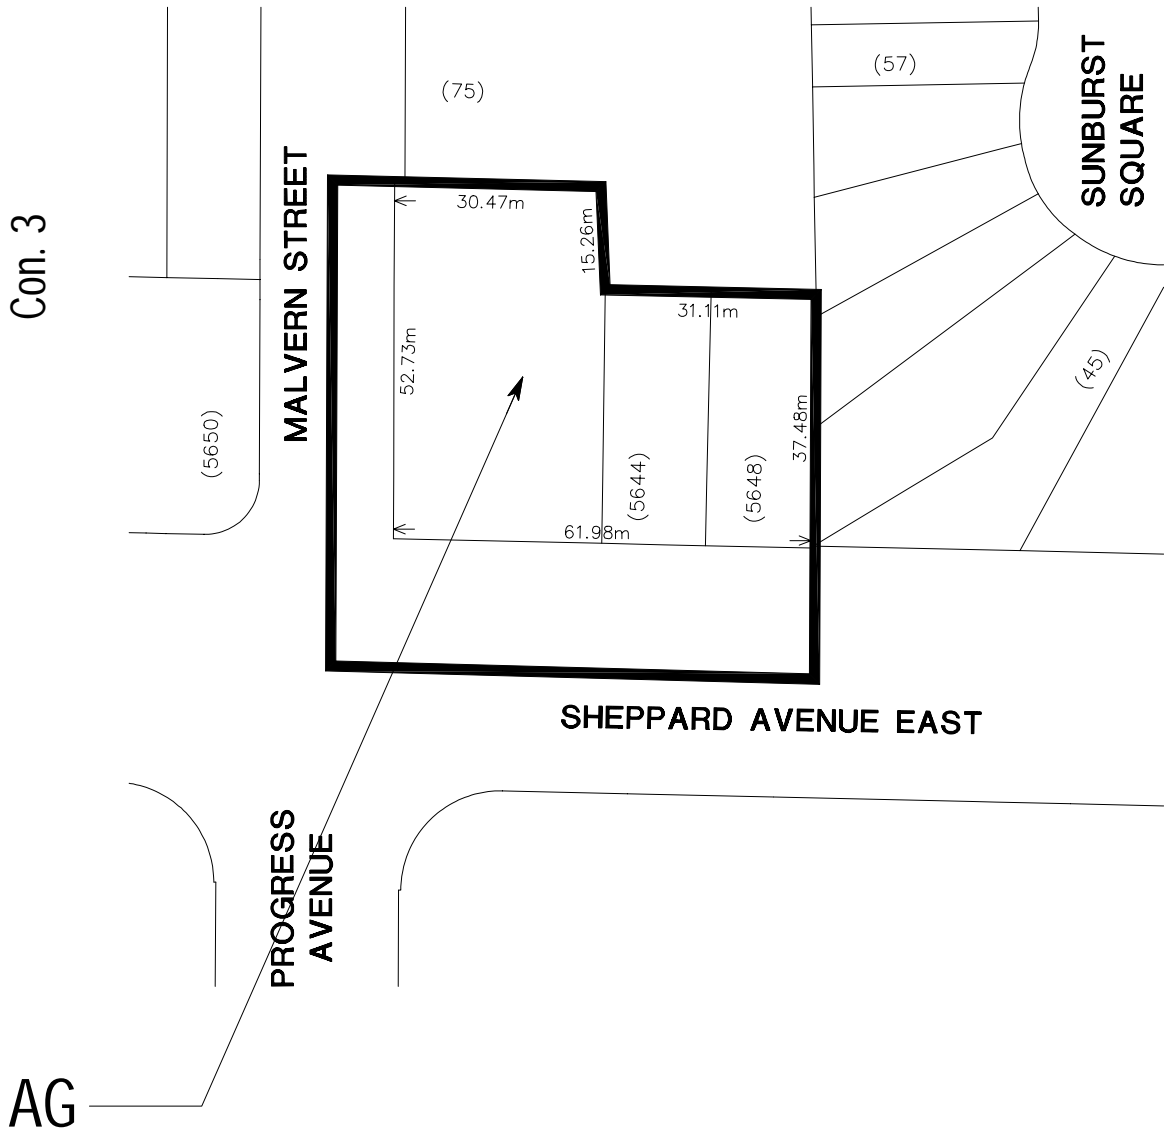 (57)
SUNBURST
SQUARE
(75)
Con. 3
MALVERN STREET
30.47m
15.26m
31.11m
52.73m
37.48m
(45)
(5650)
(5644)
(5648)
61.98m
SHEPPARD AVENUE EAST
PROGRESS
AVENUE
AG